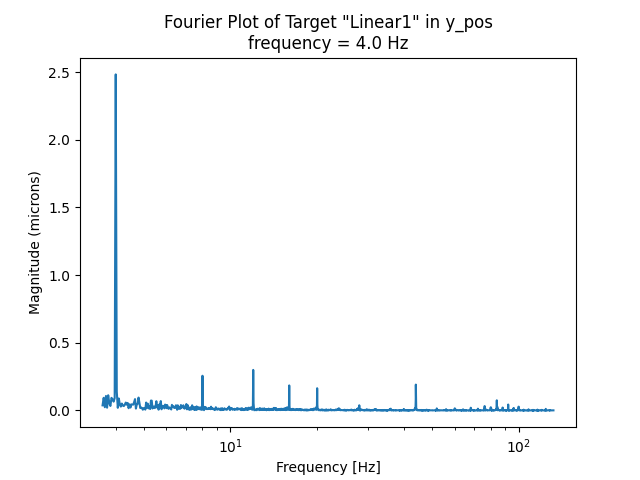 Fourier Plot of Target "Linear1" in y_pos
frequency = 4.0 Hz
2.5
2.0
1.5
1.0
0.5
0.0
Magnitude (microns)
10¹
10²
Frequency [Hz]